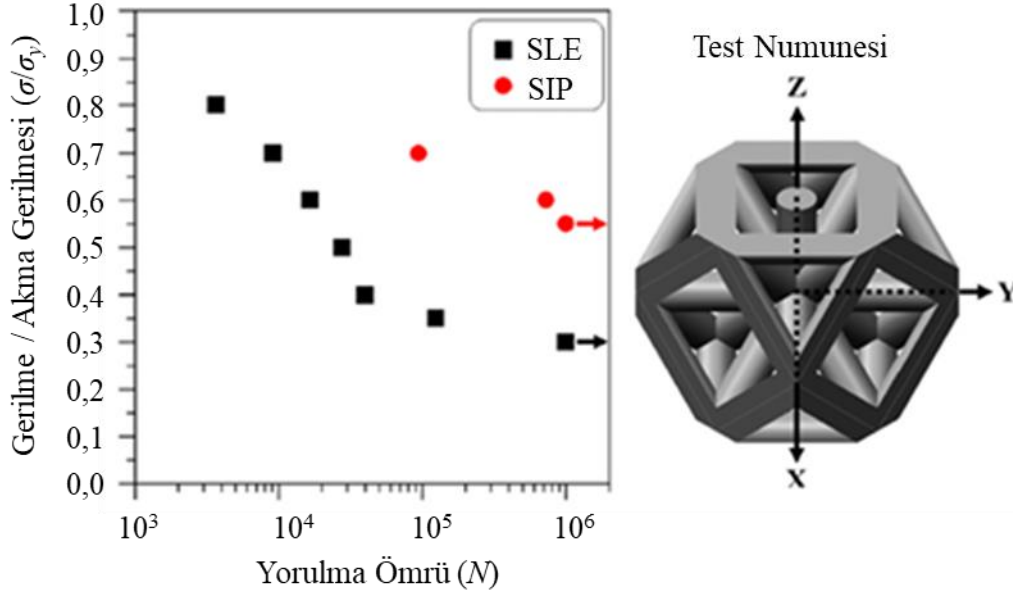 Gerilme / Akma Gerilmesi (σ/σy)
1,0
0,9
0,8
0,7
0,6
0,5
0,4
0,3
0,2
0,1
0,0
10³
10⁴
10⁵
10⁶
Yorulma Ömrü (N)
SLE
SIP
Test Numunesi
Z
Y
X